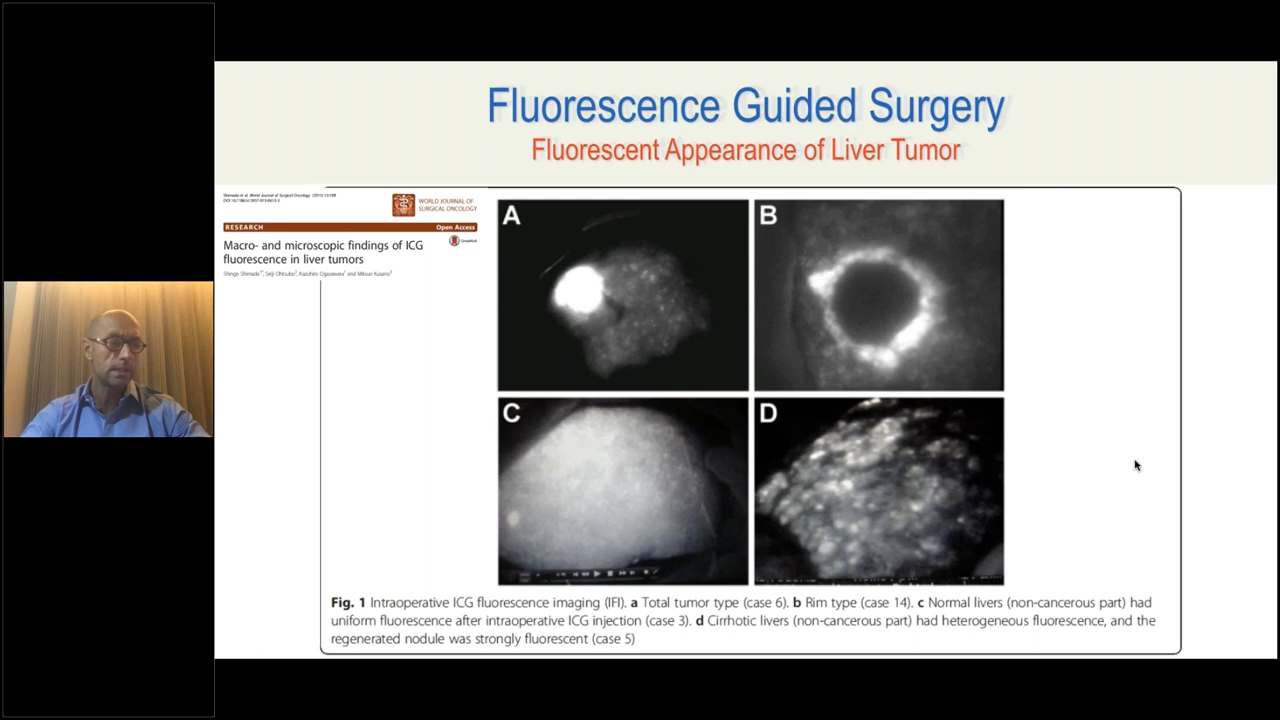 Fluorescence Guided Surgery
Fluorescent Appearance of Liver Tumor
WORLD JOURNAL OF
SURGICAL ONCOLOGY
RESEARCH
Open Access
Macro- and microscopic findings of ICG
fluorescence in liver tumors
A
B
C
D
Fig. 1 Intraoperative ICG fluorescence imaging (IFI). a Total tumor type (case 6). b Rim type (case 14). c Normal livers (non-cancerous part) had
uniform fluorescence after intraoperative ICG injection (case 3). d Cirrhotic livers (non-cancerous part) had heterogeneous fluorescence, and the
regenerated nodule was strongly fluorescent (case 5)